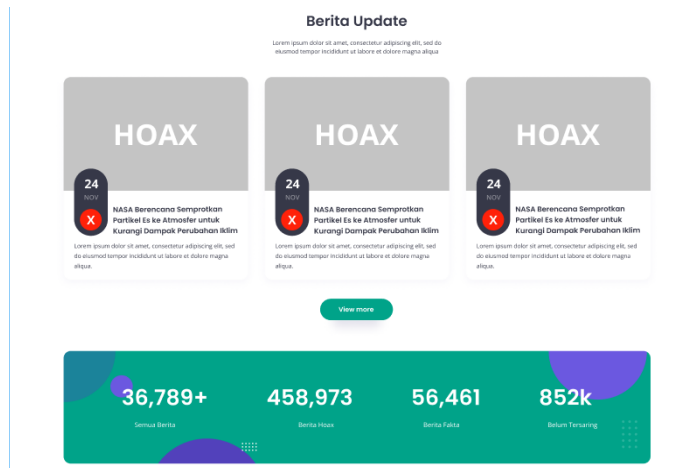 Berita Update
Lorem ipsum dolor sit amet, consectetur adipiscing elit, sed do
eiusmod tempor incididunt ut labore et dolore magna aliqua
HOAX
24
NOV
X
NASA Berencana Semprotkan
Partikel Es ke Atmosfer untuk
Kurangi Dampak Perubahan Iklim
Lorem ipsum dolor sit amet, consectetur adipiscing elit, sed
do eiusmod tempor incididunt ut labore et dolore magna
aliqua.
HOAX
24
NOV
X
NASA Berencana Semprotkan
Partikel Es ke Atmosfer untuk
Kurangi Dampak Perubahan Iklim
Lorem ipsum dolor sit amet, consectetur adipiscing elit, sed
do eiusmod tempor incididunt ut labore et dolore magna
aliqua.
HOAX
24
NOV
X
NASA Berencana Semprotkan
Partikel Es ke Atmosfer untuk
Kurangi Dampak Perubahan Iklim
Lorem ipsum dolor sit amet, consectetur adipiscing elit, sed
do eiusmod tempor incididunt ut labore et dolore magna
aliqua.
View more
36,789+
Semua Berita
458,973
Berita Hoax
56,461
Berita Fakta
852k
Belum Tersaring